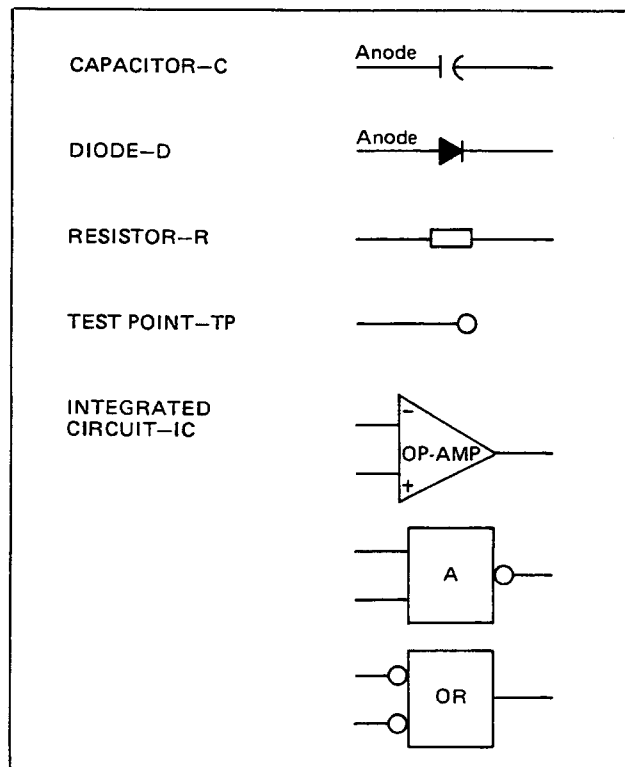 CAPACITOR—C
Anode
DIODE—D
Anode
RESISTOR—R
TEST POINT—TP
INTEGRATED
CIRCUIT—IC
−
OP-AMP
+
A
OR